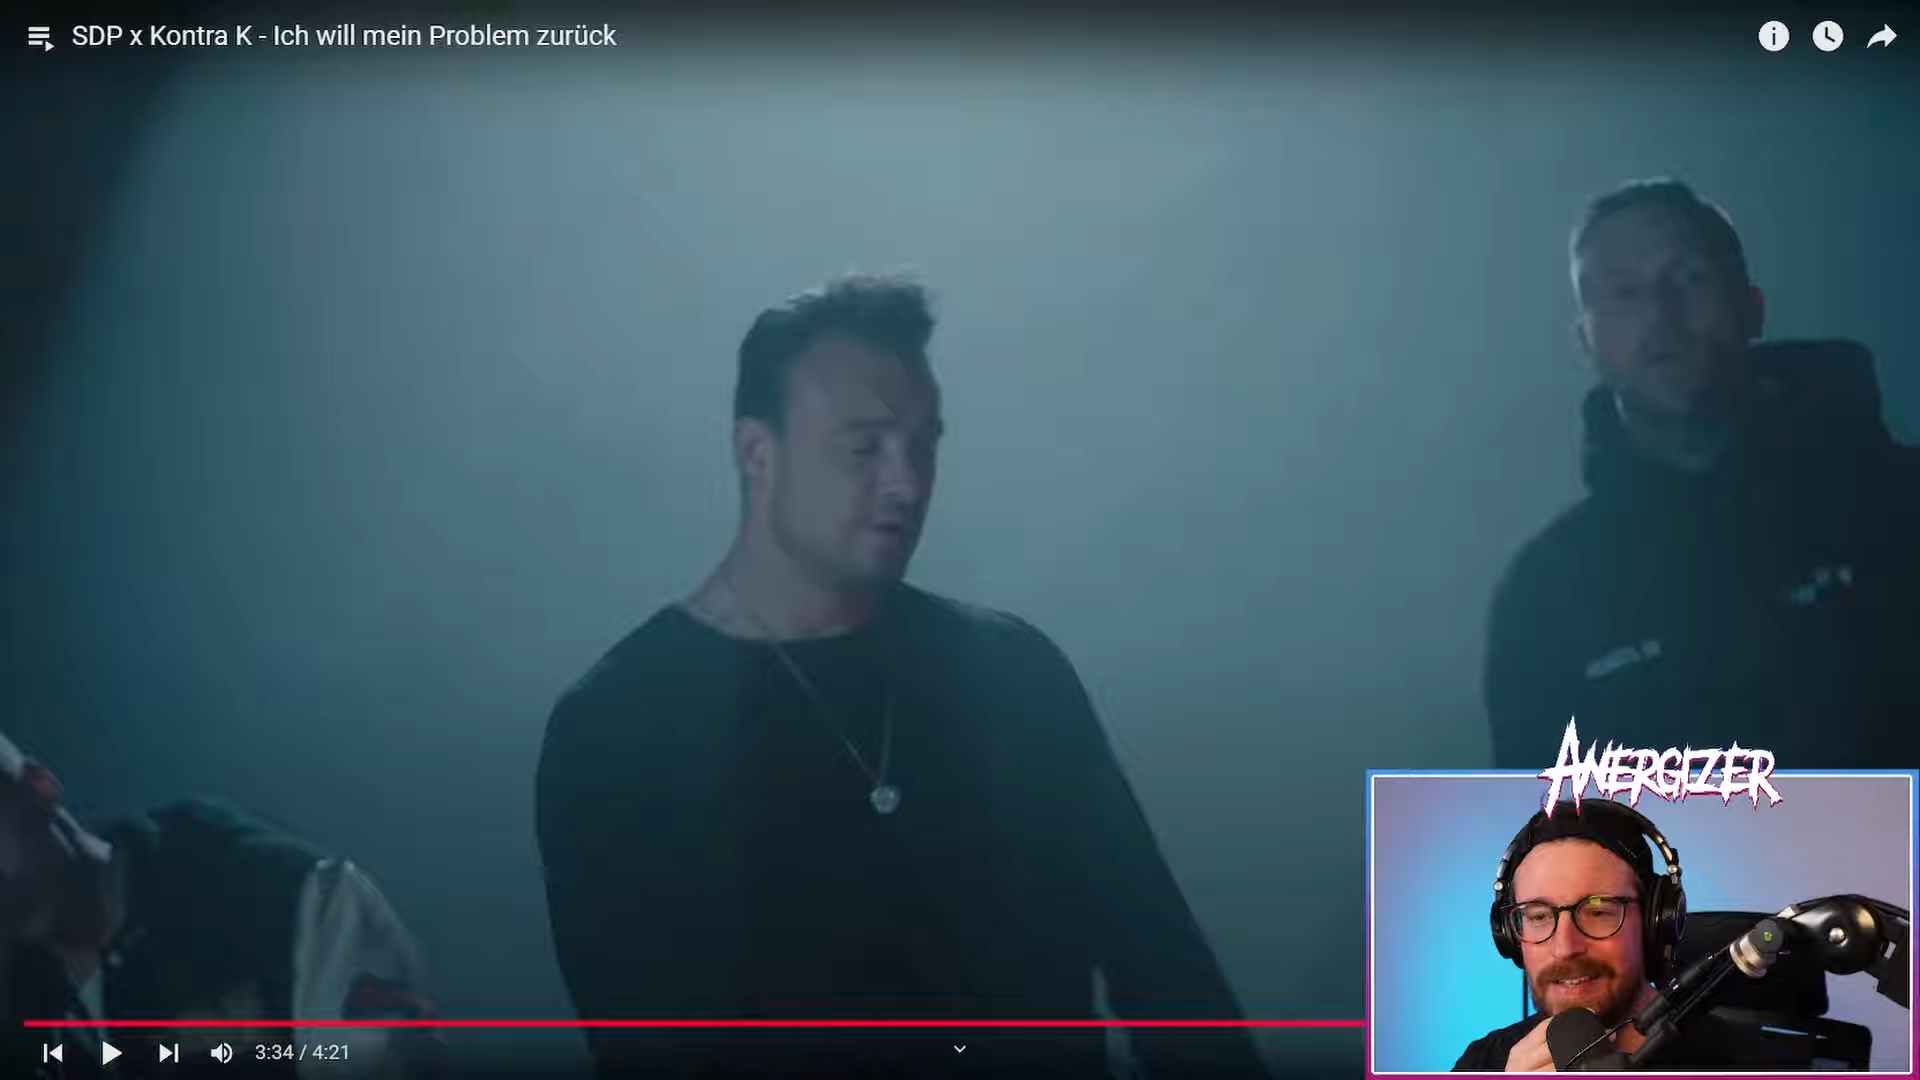 SDP x Kontra K - Ich will mein Problem zurück
ANERGIZER
3:34 / 4:21